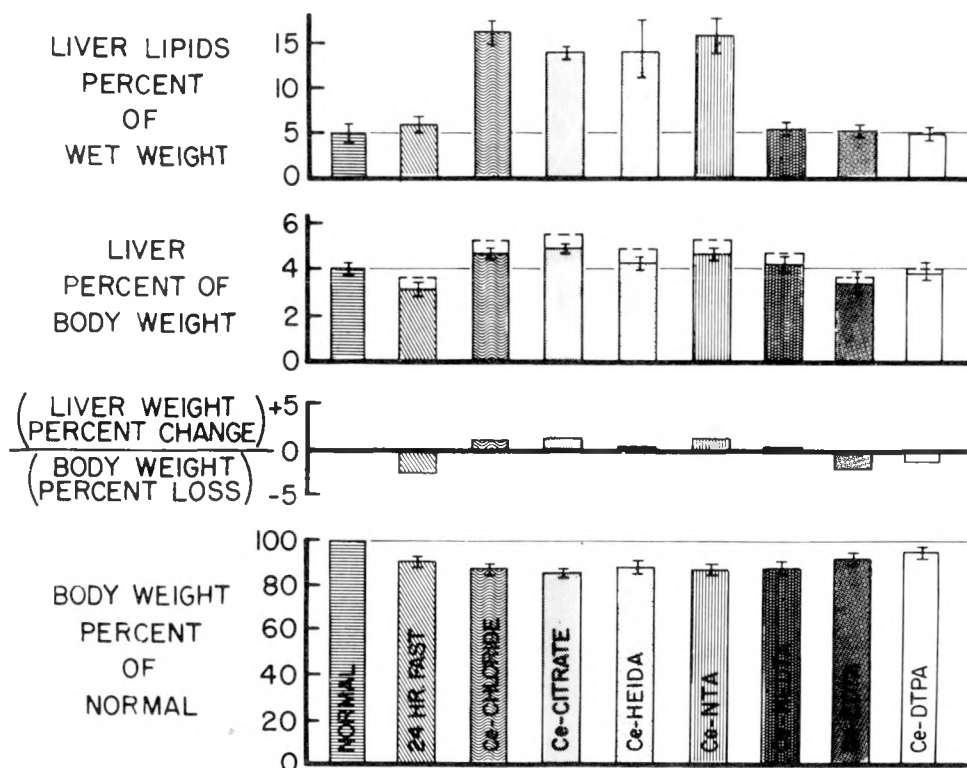 LIVER LIPIDS
PERCENT
OF
WET WEIGHT
15
10
5
0
LIVER
PERCENT OF
BODY WEIGHT
6
4
2
0
(LIVER WEIGHT
PERCENT CHANGE)
(BODY WEIGHT
PERCENT LOSS)
+5
0
-5
BODY WEIGHT
PERCENT
OF
NORMAL
100
80
60
40
20
0
NORMAL
24 HR FAST
Ce-CHLORIDE
Ce-CITRATE
Ce-HEIDA
Ce-NTA
Ce-DTPA